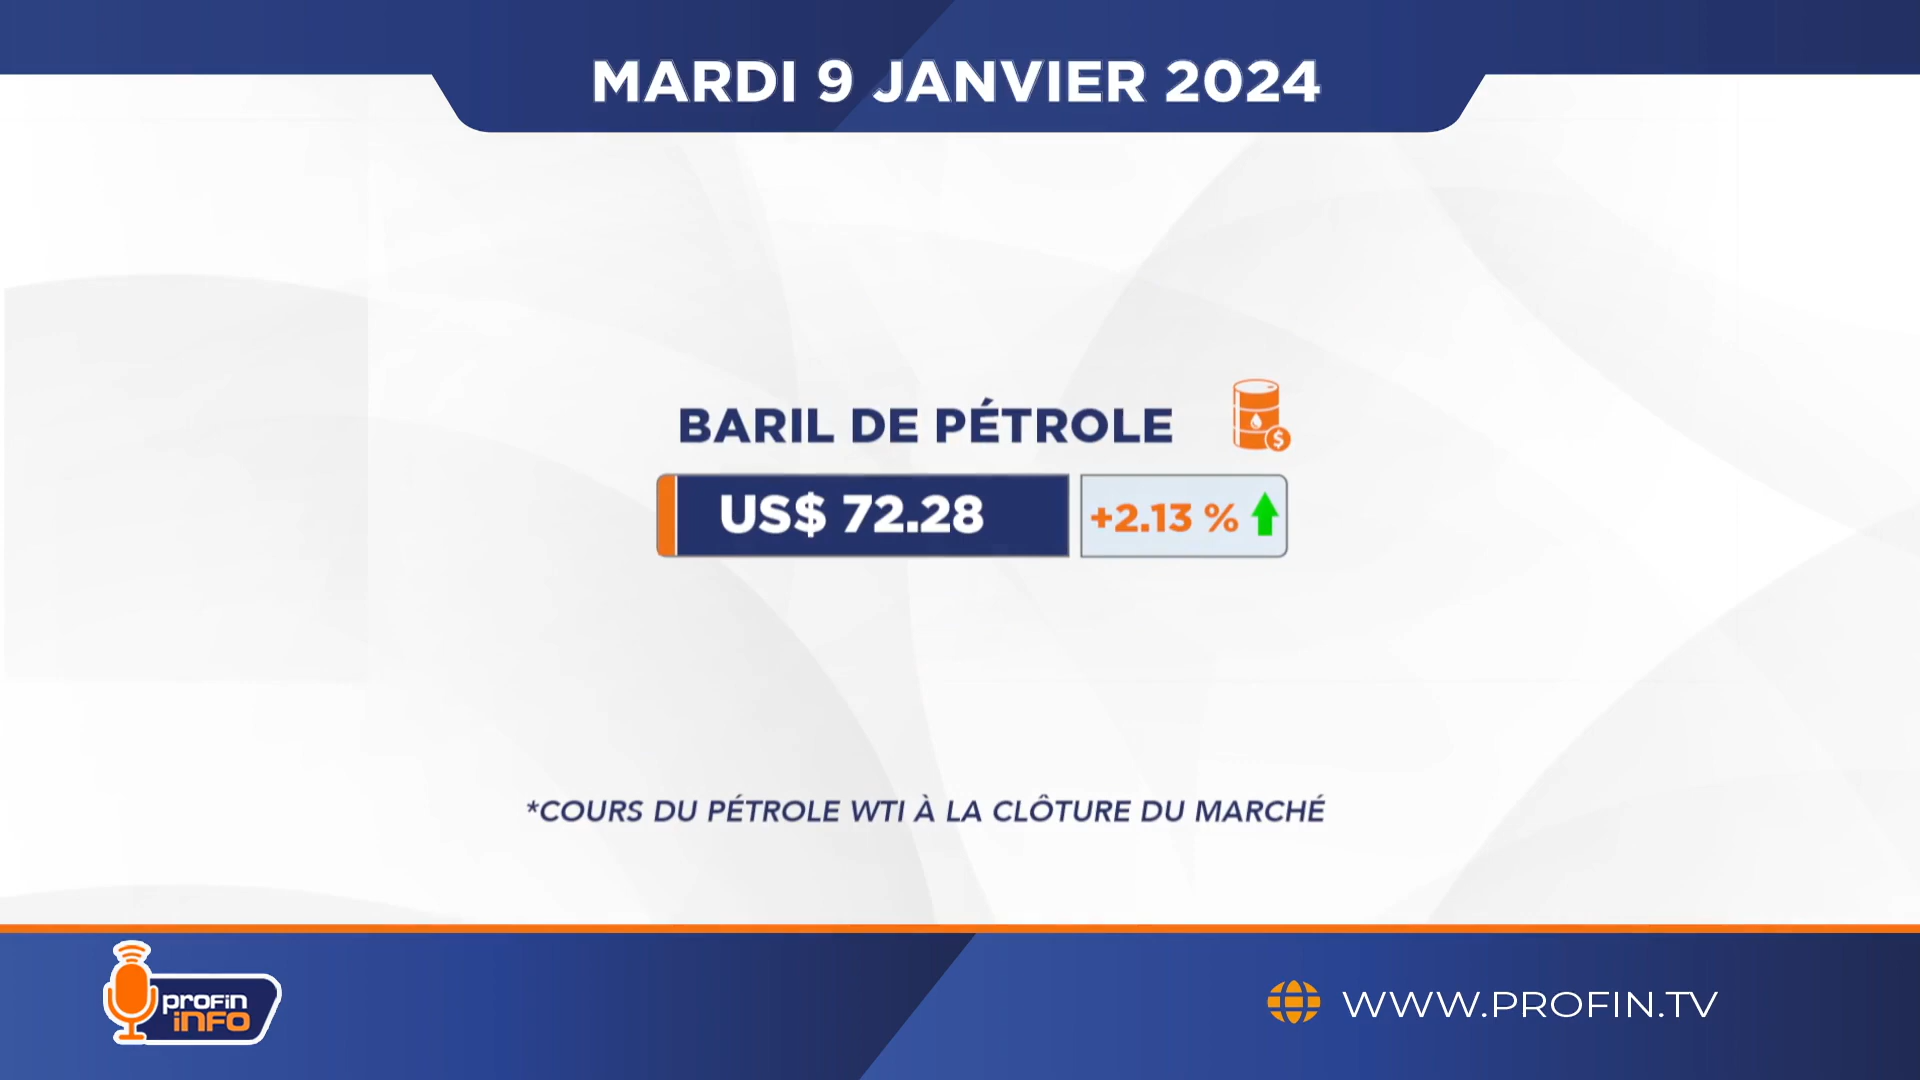 MARDI 9 JANVIER 2024
BARIL DE PÉTROLE
$
US$ 72.28
+2.13 %
*COURS DU PÉTROLE WTI À LA CLÔTURE DU MARCHÉ
PROFIN
INFO
WWW.PROFIN.TV